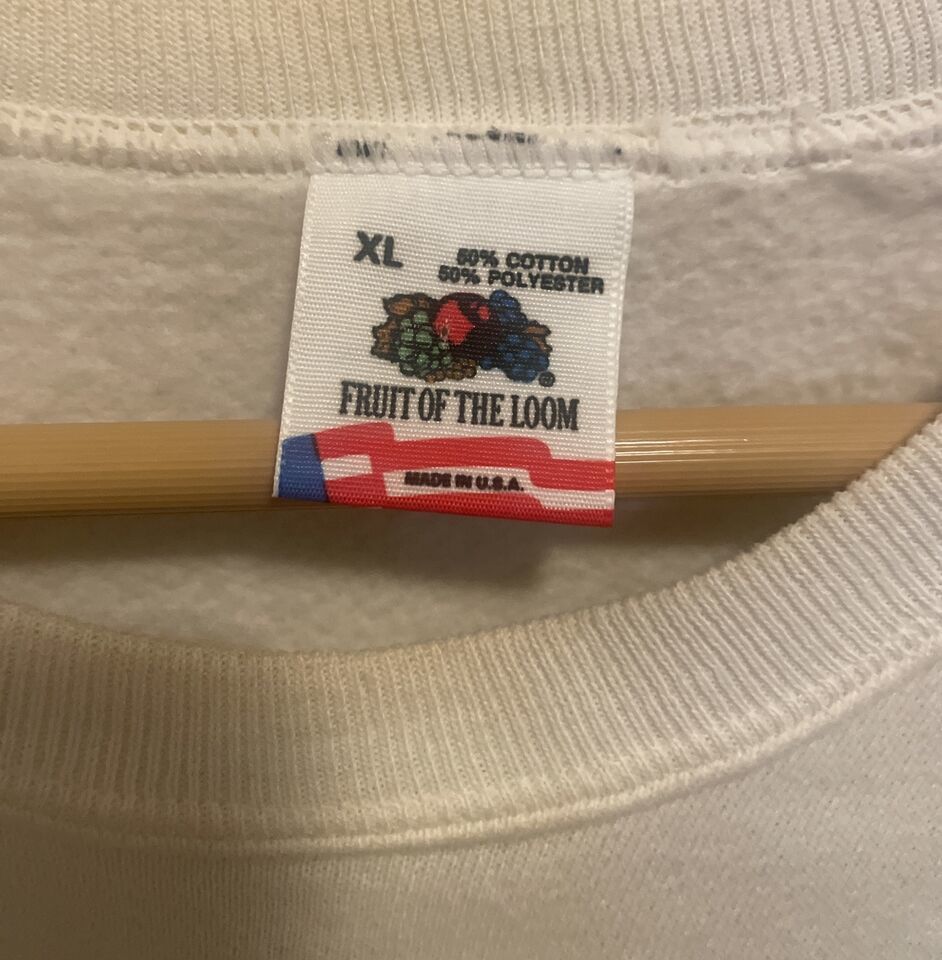 XL
50% COTTON
50% POLYESTER
®
FRUIT OF THE LOOM
MADE IN U.S.A.